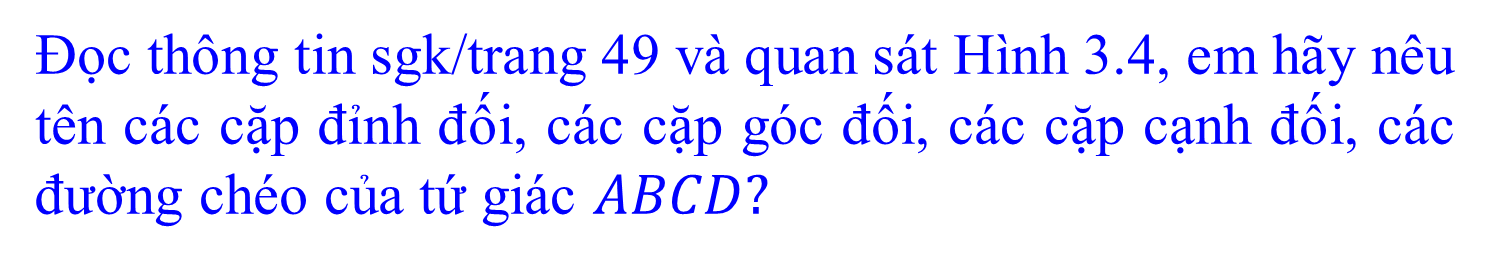 Đọc thông tin sgk/trang 49 và quan sát Hình 3.4, em hãy nêu
tên các cặp đỉnh đối, các cặp góc đối, các cặp cạnh đối, các
đường chéo của tứ giác ABCD?